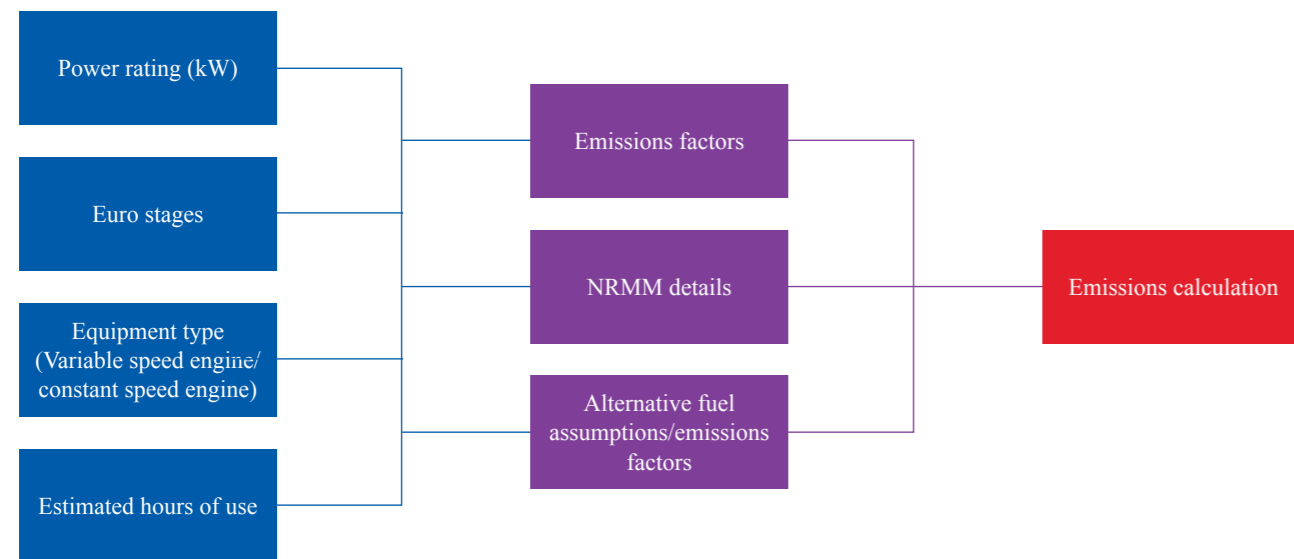 Power rating (kW)
Euro stages
Equipment type
(Variable speed engine/
constant speed engine)
Estimated hours of use
Emissions factors
NRMM details
Alternative fuel
assumptions/emissions
factors
Emissions calculation